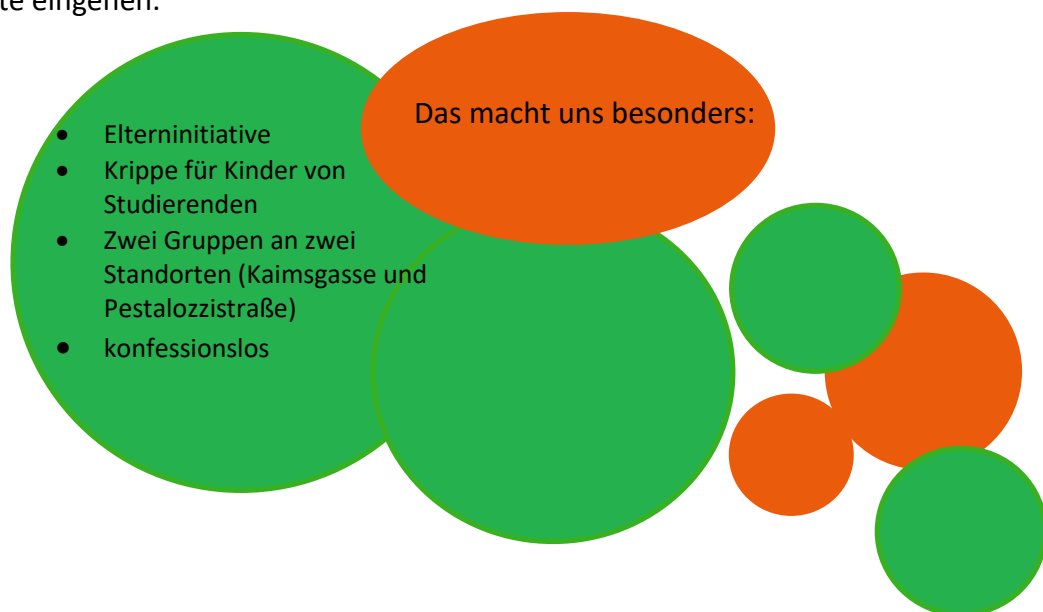 te eingehen.
Das macht uns besonders:
• Elterninitiative
• Krippe für Kinder von
Studierenden
• Zwei Gruppen an zwei
Standorten (Kaimsgasse und
Pestalozzistraße)
• konfessionslos